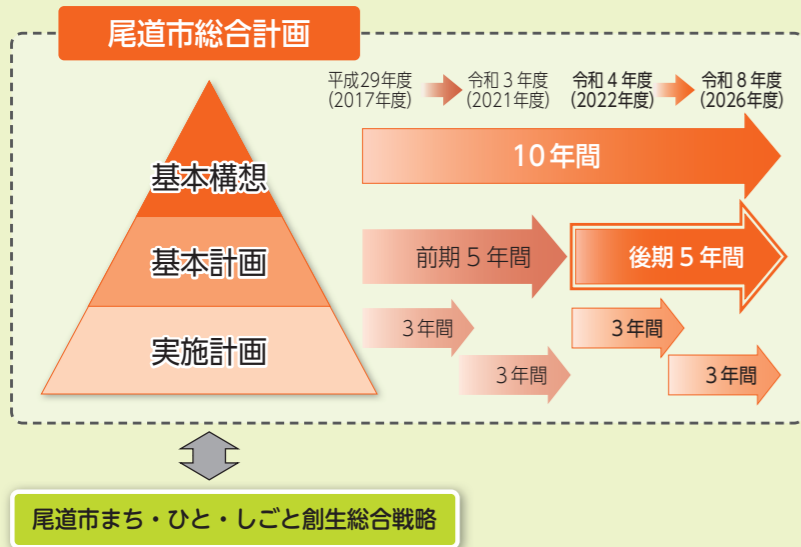 尾道市総合計画
平成29年度 令和3年度 令和4年度 令和8年度
(2017年度) (2021年度) (2022年度) (2026年度)
基本構想
10年間
基本計画
前期5年間
後期5年間
実施計画
3年間
3年間
3年間
3年間
尾道市まち・ひと・しごと創生総合戦略